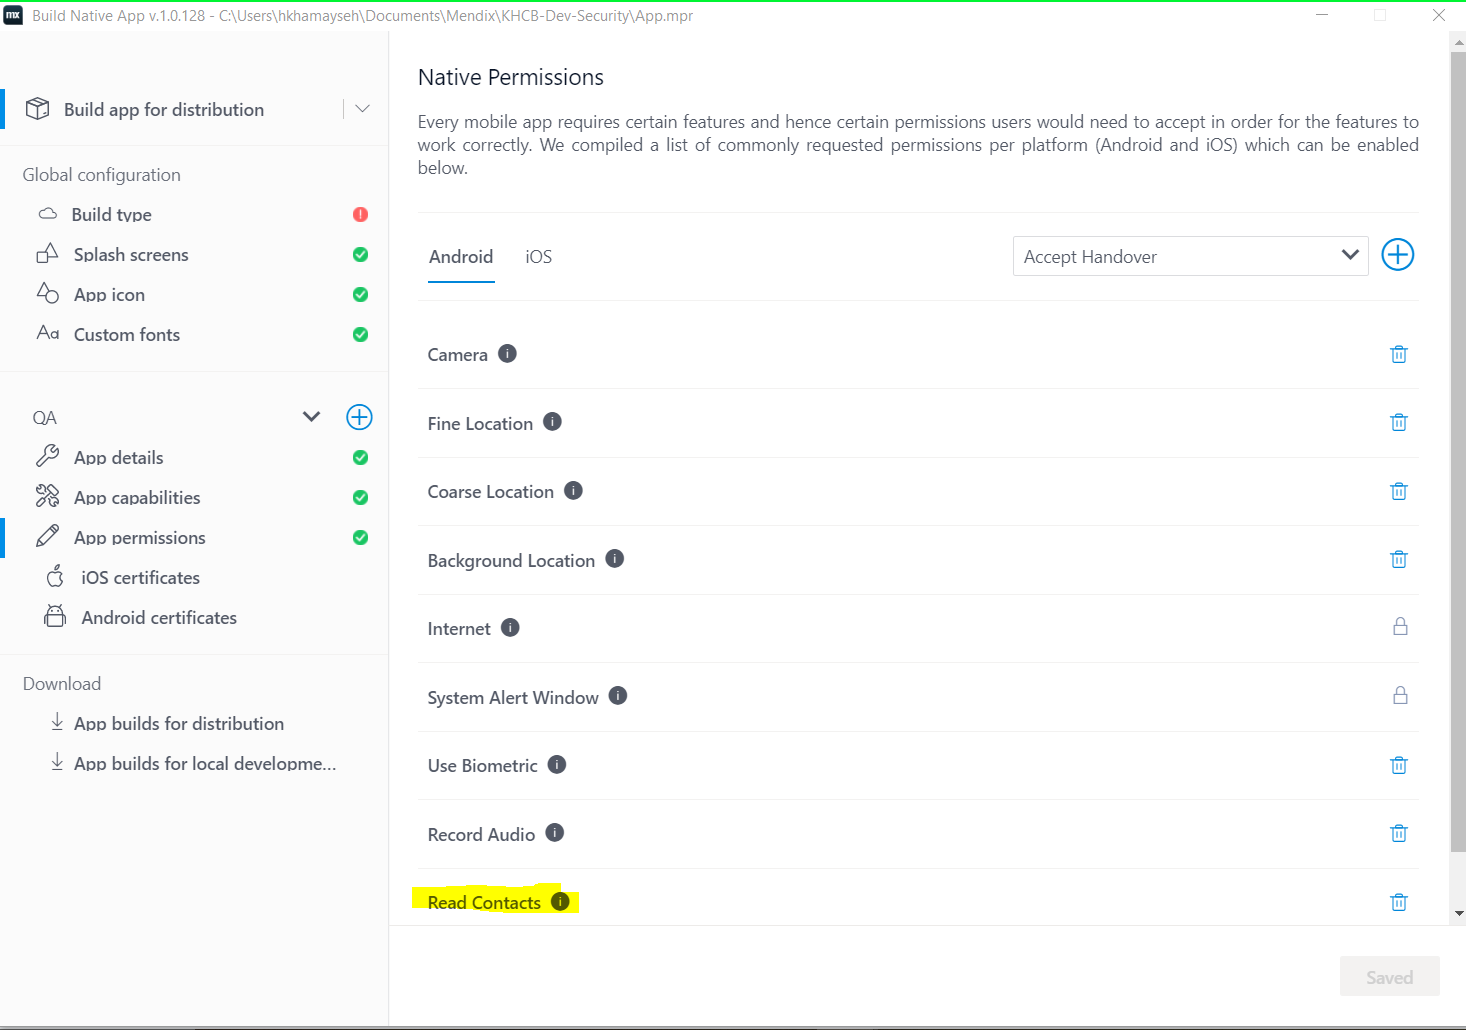 mx Build Native App v.1.0.128 - C:\Users\hkhamayseh\Documents\Mendix\KHCB-Dev-Security\App.mpr
Build app for distribution
Global configuration
Build type
Splash screens
App icon
Aa Custom fonts
QA
App details
App capabilities
App permissions
iOS certificates
Android certificates
Download
App builds for distribution
App builds for local developme...
Native Permissions
Every mobile app requires certain features and hence certain permissions users would need to accept in order for the features to
work correctly. We compiled a list of commonly requested permissions per platform (Android and iOS) which can be enabled
below.
Android iOS Accept Handover
Camera
Fine Location
Coarse Location
Background Location
Internet
System Alert Window
Use Biometric
Record Audio
Read Contacts
Saved